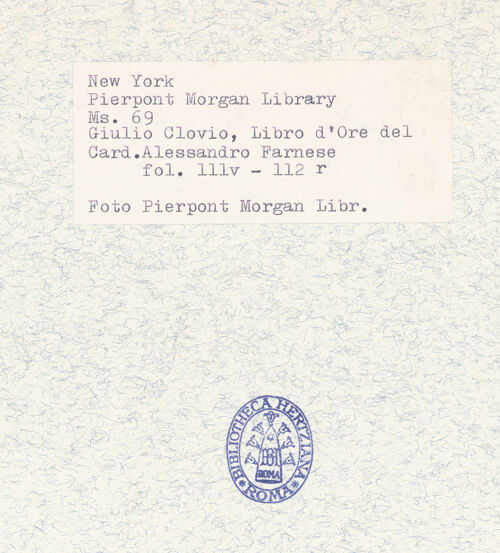 New York
Pierpont Morgan Library
Ms. 69
Giulio Clovio, Libro d'Ore del
Card.Alessandro Farnese
fol. 111v - 112 r
Foto Pierpont Morgan Libr.
BIBLIOTHECA HERTZIANA
ROMA
ROMA